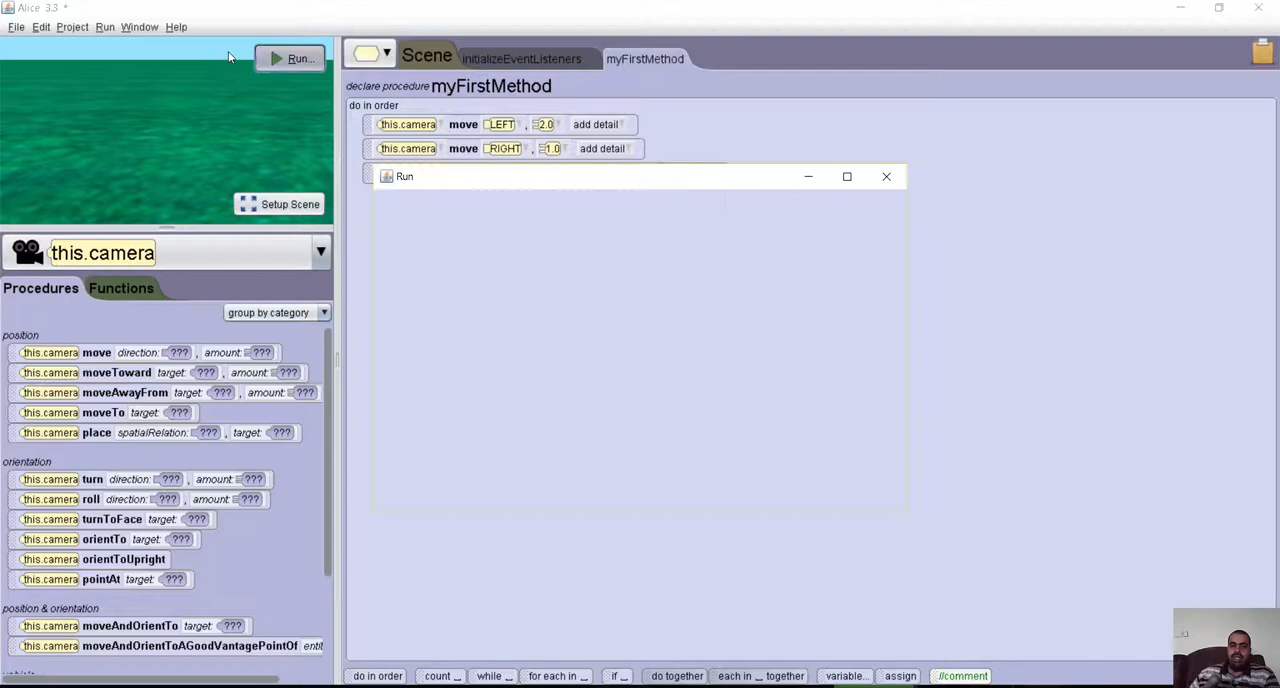 Alice 3.3 *
File Edit Project Run Window Help
Run...
Setup Scene
this.camera
Procedures Functions
group by category
position
this.camera move direction: ??? , amount: ???
this.camera moveToward target: ??? , amount: ???
this.camera moveAwayFrom target: ??? , amount: ???
this.camera moveTo target: ???
this.camera place spatialRelation: ??? , target: ???
orientation
this.camera turn direction: ??? , amount: ???
this.camera roll direction: ??? , amount: ???
this.camera turnToFace target: ???
this.camera orientTo target: ???
this.camera orientToUpright
this.camera pointAt target: ???
position & orientation
this.camera moveAndOrientTo target: ???
this.camera moveAndOrientToAGoodVantagePointOf entit
Scene initializeEventListeners myFirstMethod
declare procedure myFirstMethod
do in order
this.camera move LEFT , 2.0 add detail
this.camera move RIGHT , 1.0 add detail
Run
do in order count _ while _ for each in _ if _ do together each in _ together variable... assign //comment